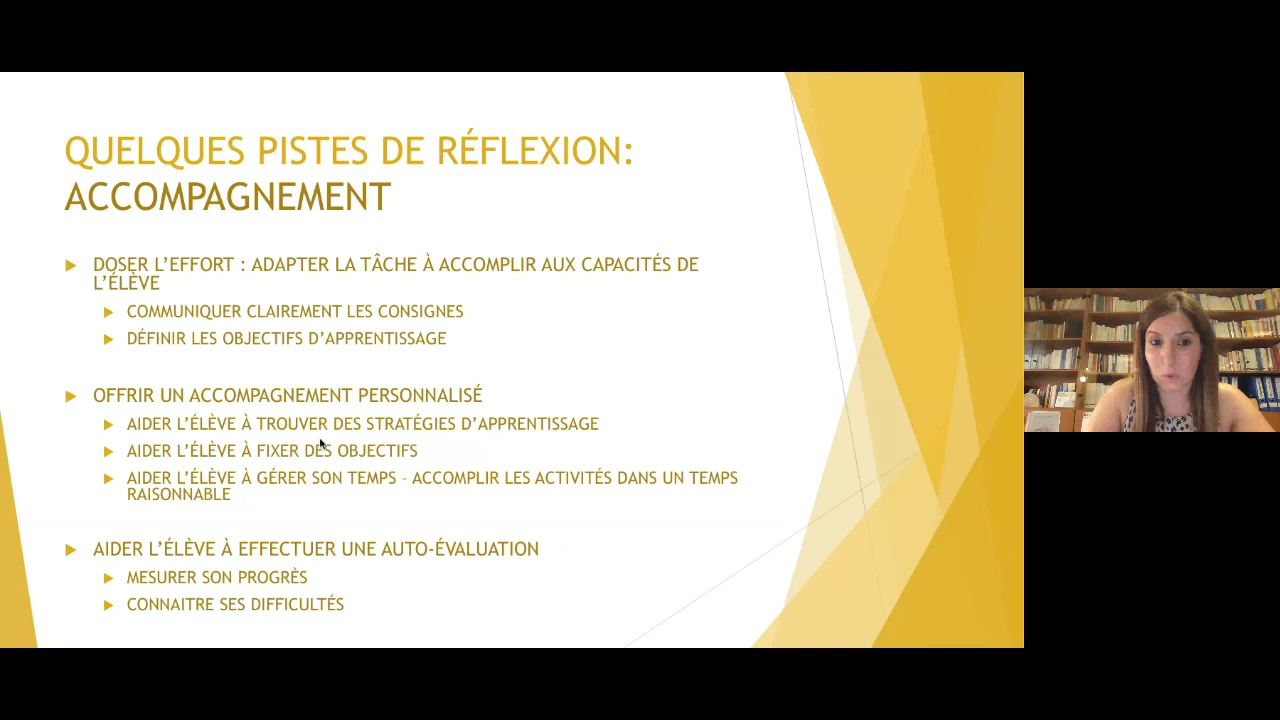 QUELQUES PISTES DE RÉFLEXION:
ACCOMPAGNEMENT
DOSER L'EFFORT : ADAPTER LA TÂCHE À ACCOMPLIR AUX CAPACITÉS DE
L'ÉLÈVE
COMMUNIQUER CLAIREMENT LES CONSIGNES
DÉFINIR LES OBJECTIFS D'APPRENTISSAGE
OFFRIR UN ACCOMPAGNEMENT PERSONNALISÉ
AIDER L'ÉLÈVE À TROUVER DES STRATÉGIES D'APPRENTISSAGE
AIDER L'ÉLÈVE À FIXER DES OBJECTIFS
AIDER L'ÉLÈVE À GÉRER SON TEMPS – ACCOMPLIR LES ACTIVITÉS DANS UN TEMPS
RAISONNABLE
AIDER L'ÉLÈVE À EFFECTUER UNE AUTO-ÉVALUATION
MESURER SON PROGRÈS
CONNAITRE SES DIFFICULTÉS